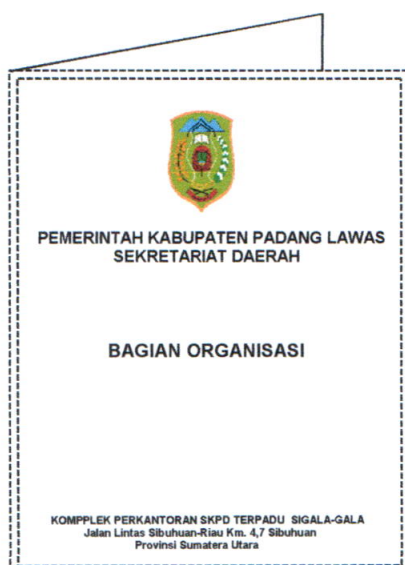 PEMERINTAH KABUPATEN PADANG LAWAS
SEKRETARIAT DAERAH
BAGIAN ORGANISASI
KOMPPLEK PERKANTORAN SKPD TERPADU SIGALA-GALA
Jalan Lintas Sibuhuan-Riau Km. 4,7 Sibuhuan
Provinsi Sumatera Utara